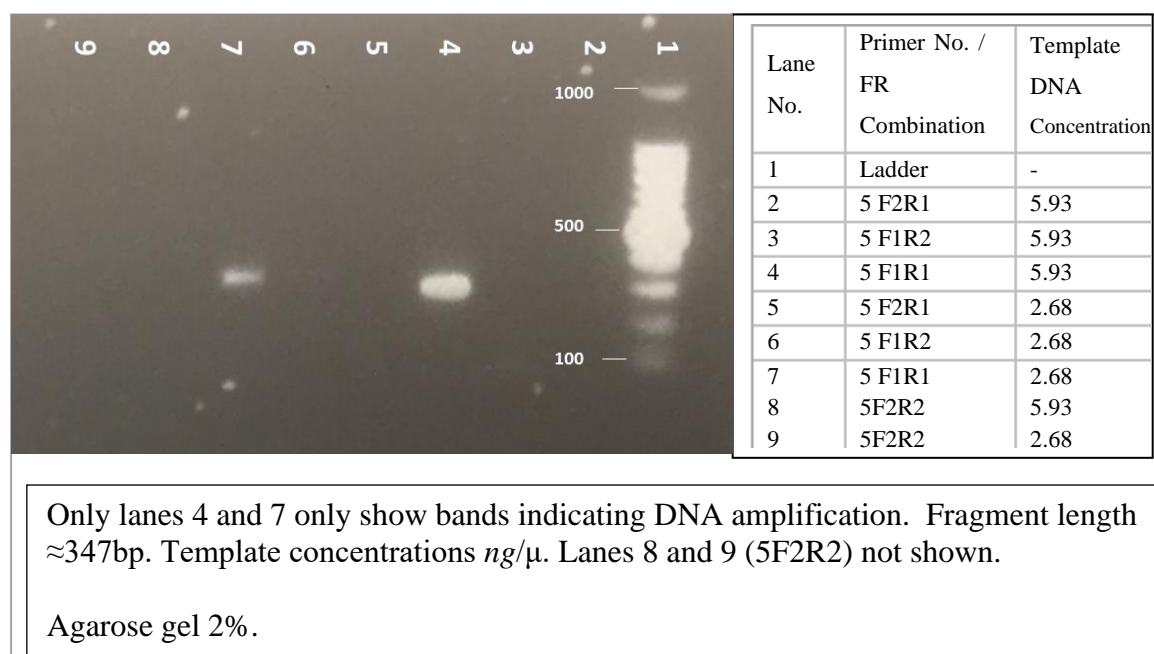 9 8 7 6 5 4 3 2 1
1000
500
100
Lane No. Primer No. / FR Combination Template DNA Concentration
1 Ladder -
2 5 F2R1 5.93
3 5 F1R2 5.93
4 5 F1R1 5.93
5 5 F2R1 2.68
6 5 F1R2 2.68
7 5 F1R1 2.68
8 5F2R2 5.93
9 5F2R2 2.68
Only lanes 4 and 7 only show bands indicating DNA amplification. Fragment length
≈347bp. Template concentrations ng/μ. Lanes 8 and 9 (5F2R2) not shown.
Agarose gel 2%.